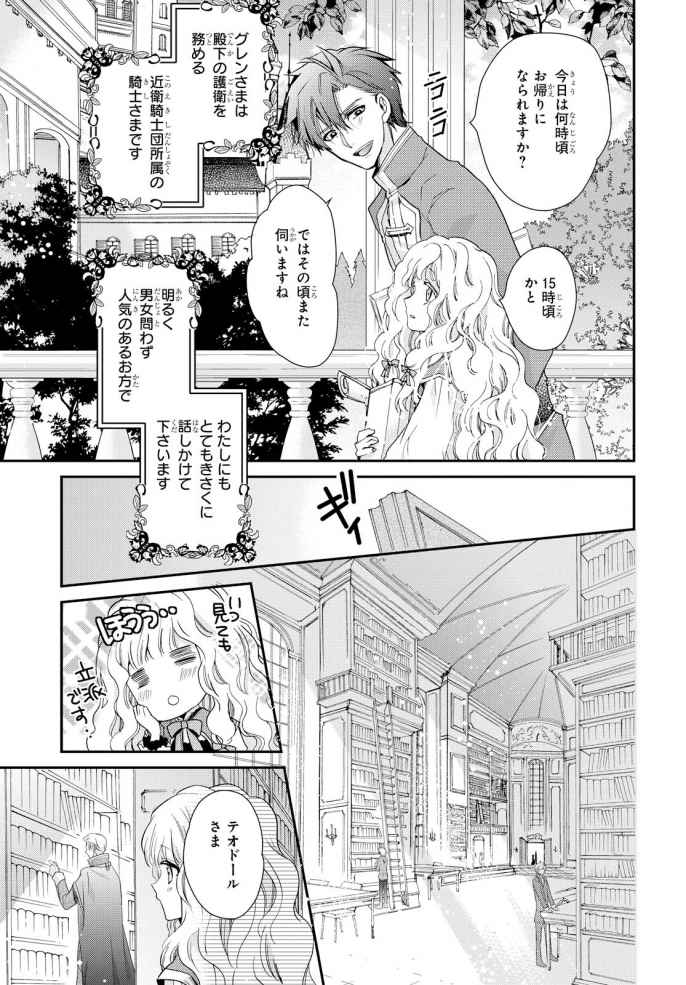 今日は何時頃
お帰りに
なられますか?
15時頃
かと
ではその頃また
伺いますね
グレンさまは
殿下の護衛を
務める
近衛騎士団所属の
騎士さまです
明るく
男女問わず
人気のあるお方で
わたしにも
とてもきさくに
話しかけて
下さいます
ギィ
いつ
見ても
立派
です…
ほうぅ…
テオドール
さま